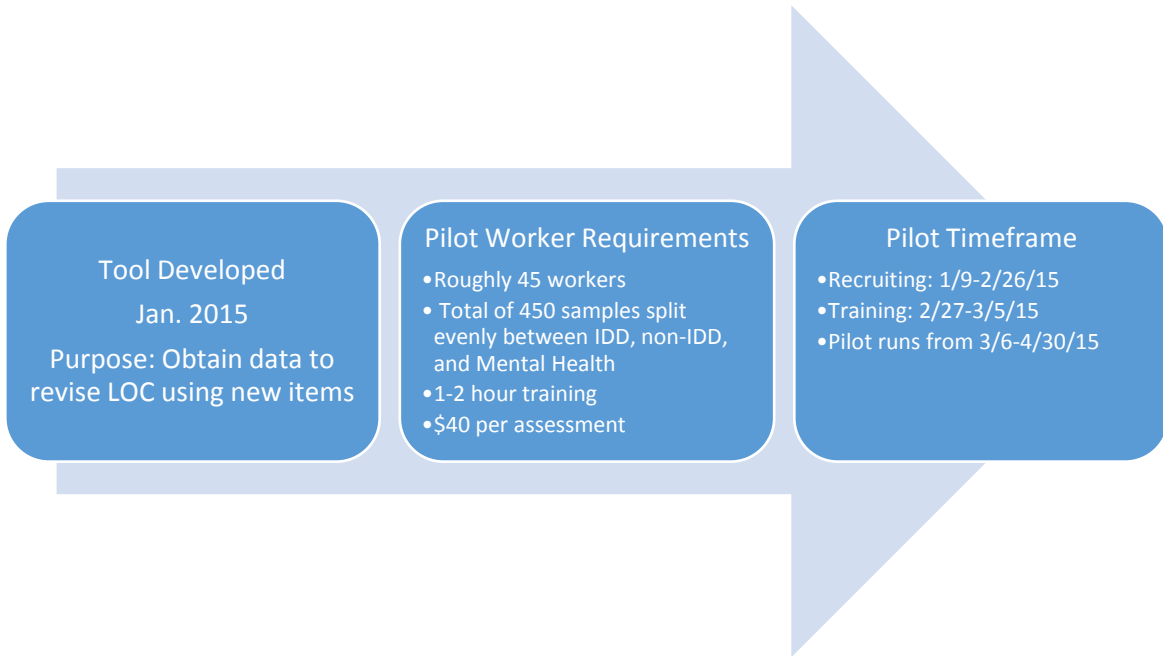 Tool Developed
Jan. 2015
Purpose: Obtain data to
revise LOC using new items
Pilot Worker Requirements
•Roughly 45 workers
• Total of 450 samples split
evenly between IDD, non-IDD,
and Mental Health
•1-2 hour training
•$40 per assessment
Pilot Timeframe
•Recruiting: 1/9-2/26/15
•Training: 2/27-3/5/15
•Pilot runs from 3/6-4/30/15